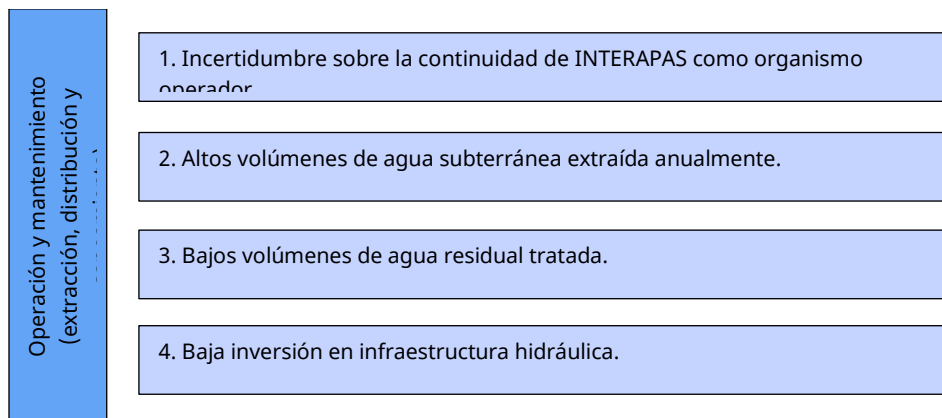 Operación y mantenimiento
(extracción, distribución y
1. Incertidumbre sobre la continuidad de INTERAPAS como organismo
operador
2. Altos volúmenes de agua subterránea extraída anualmente.
3. Bajos volúmenes de agua residual tratada.
4. Baja inversión en infraestructura hidráulica.